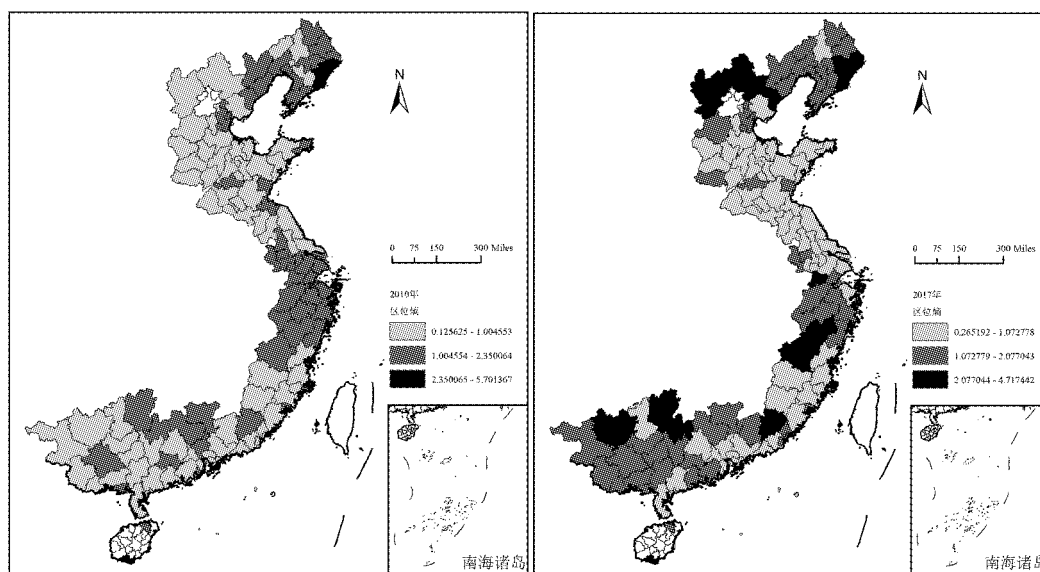 N
0 75 150 300 Miles
2010年
区位熵
0.125625 - 1.004553
1.004554 - 2.350064
2.350065 - 5.701367
南海诸岛
N
0 75 150 300 Miles
2017年
区位熵
0.265192 - 1.072778
1.072779 - 2.077043
2.077044 - 4.717442
南海诸岛